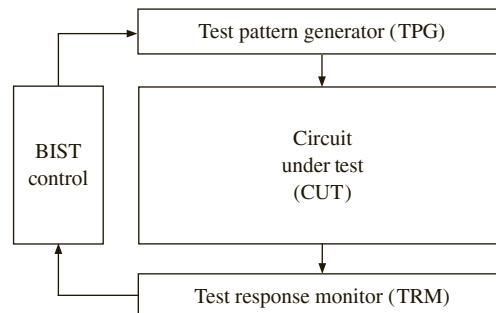 Test pattern generator (TPG)
BIST
control
Circuit
under test
(CUT)
Test response monitor (TRM)